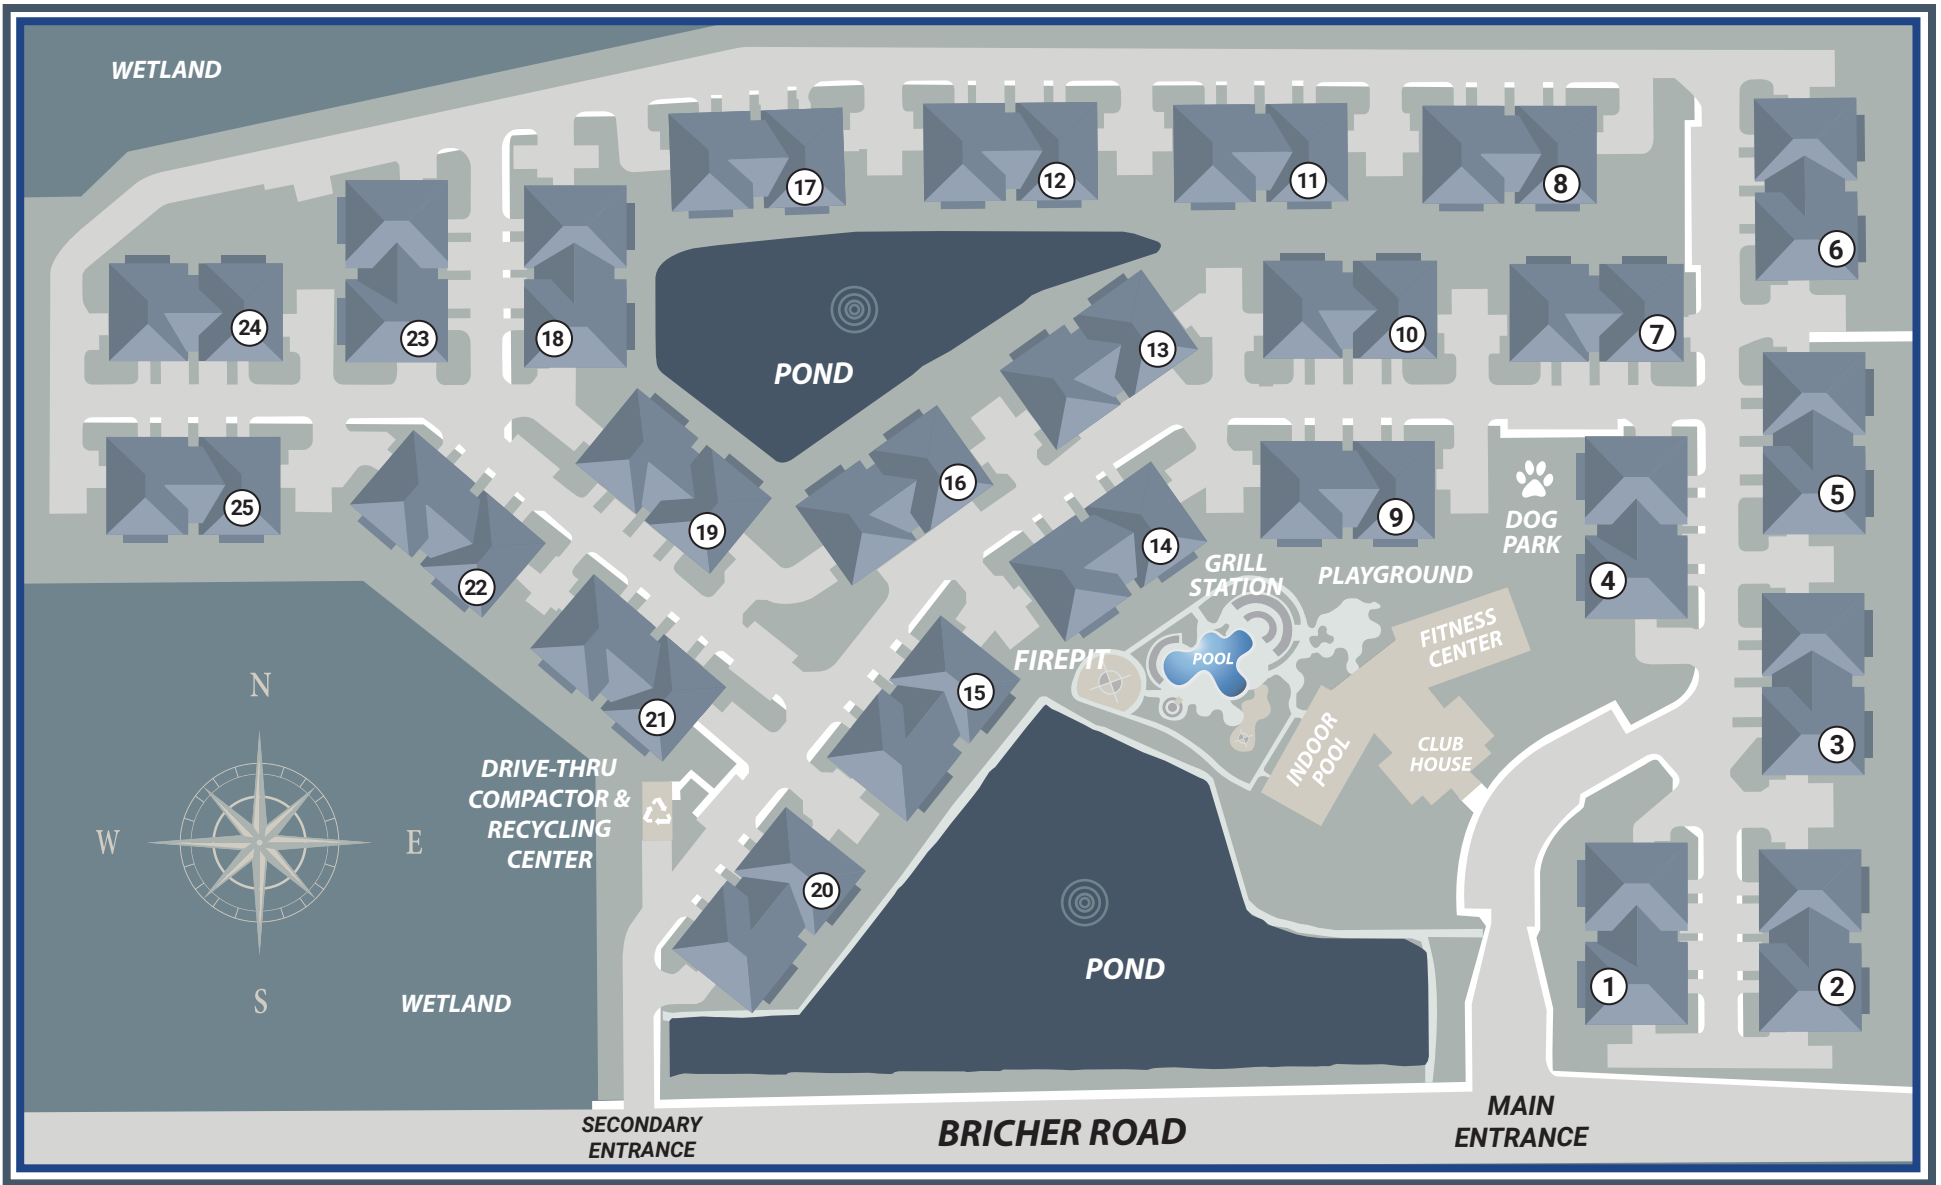 WETLAND
17
12
11
8
6
24
23
18
POND
13
10
7
25
22
19
16
14
9
DOG
PARK
5
4
GRILL
STATION
PLAYGROUND
FITNESS
CENTER
FIREPIT
POOL
15
21
INDOOR
POOL
CLUB
HOUSE
3
N
W
E
S
DRIVE-THRU
COMPACTOR &
RECYCLING
CENTER
20
POND
1
2
WETLAND
SECONDARY
ENTRANCE
BRICHER ROAD
MAIN
ENTRANCE